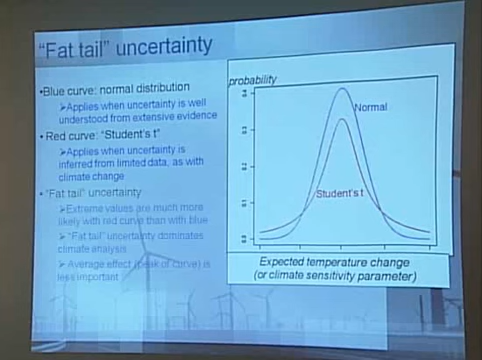 "Fat tail" uncertainty
•Blue curve: normal distribution
➢Applies when uncertainty is well
understood from extensive evidence
• Red curve: "Student's t"
➢Applies when uncertainty is
inferred from limited data, as with
climate change
• "Fat tail" uncertainty
➢Extreme values are much more
likely with red curve than with blue
➢"Fat tail" uncertainty dominates
climate analysis
➢Average effect (peak of curve) is
less important
probability
Normal
Student's t
Expected temperature change
(or climate sensitivity parameter)